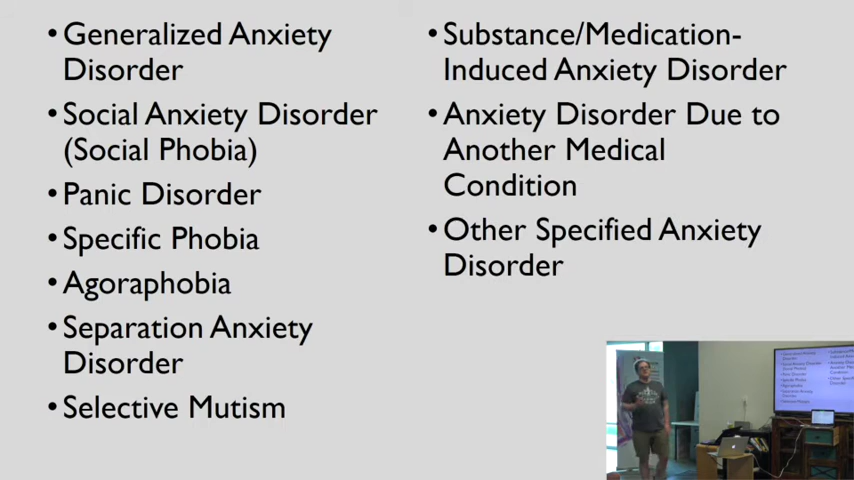 •Generalized Anxiety
Disorder
•Social Anxiety Disorder
(Social Phobia)
•Panic Disorder
•Specific Phobia
•Agoraphobia
•Separation Anxiety
Disorder
•Selective Mutism
•Substance/Medication-
Induced Anxiety Disorder
•Anxiety Disorder Due to
Another Medical
Condition
•Other Specified Anxiety
Disorder